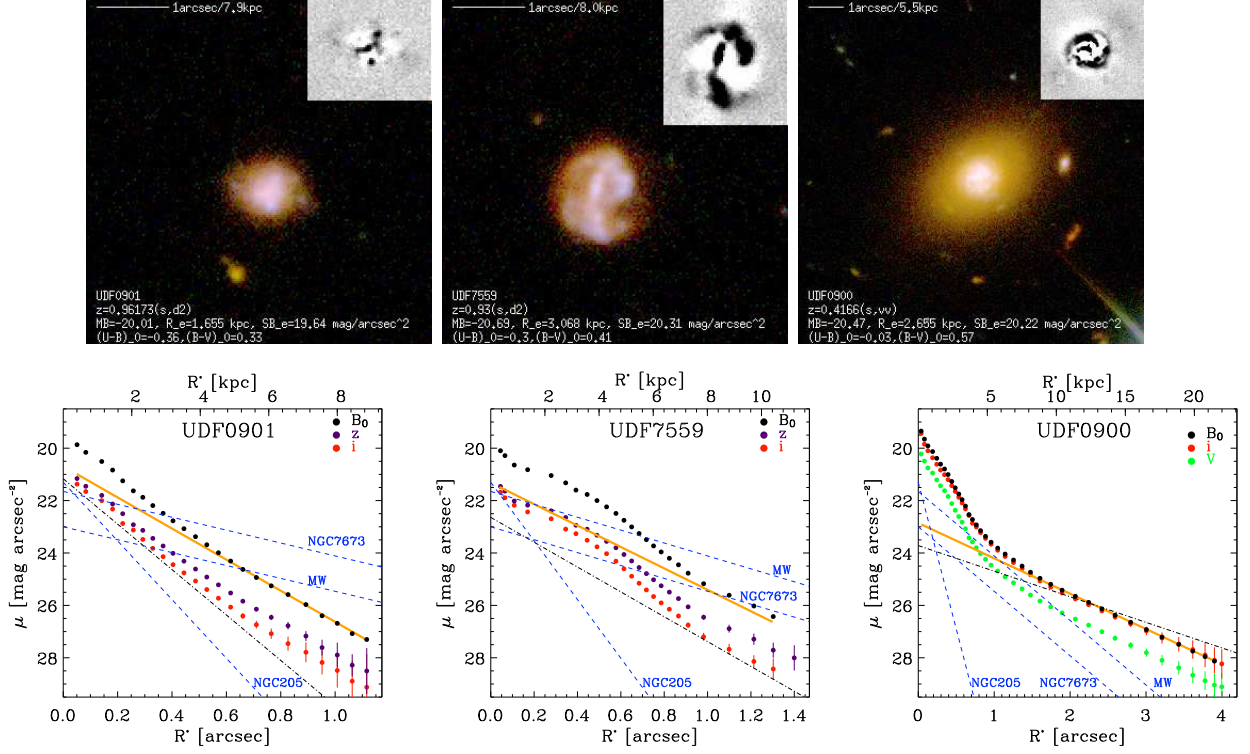 1arcsec/7.9kpc
UDF0901
z=0.96173(s,d2)
MB=-20.01, R_e=1.655 kpc, SB_e=19.64 mag/arcsec^2
(U-B)_0=-0.36,(B-V)_0=0.33
1arcsec/8.0kpc
UDF7559
z=0.93(s,d2)
MB=-20.69, R_e=3.068 kpc, SB_e=20.31 mag/arcsec^2
(U-B)_0=-0.3,(B-V)_0=0.41
1arcsec/5.5kpc
UDF0900
z=0.4166(s,vv)
MB=-20.47, R_e=2.655 kpc, SB_e=20.22 mag/arcsec^2
(U-B)_0=-0.03,(B-V)_0=0.57
R* [kpc]
2 4 6 8
UDF0901
B₀
z
i
μ [mag arcsec⁻²]
20
22
24
26
28
NGC7673
MW
NGC205
0.0 0.2 0.4 0.6 0.8 1.0
R* [arcsec]
R* [kpc]
2 4 6 8 10
UDF7559
B₀
z
i
μ [mag arcsec⁻²]
20
22
24
26
28
MW
NGC7673
NGC205
0.0 0.2 0.4 0.6 0.8 1.0 1.2 1.4
R* [arcsec]
R* [kpc]
5 10 15 20
UDF0900
B₀
i
V
μ [mag arcsec⁻²]
20
22
24
26
28
NGC205 NGC7673 MW
0 1 2 3 4
R* [arcsec]